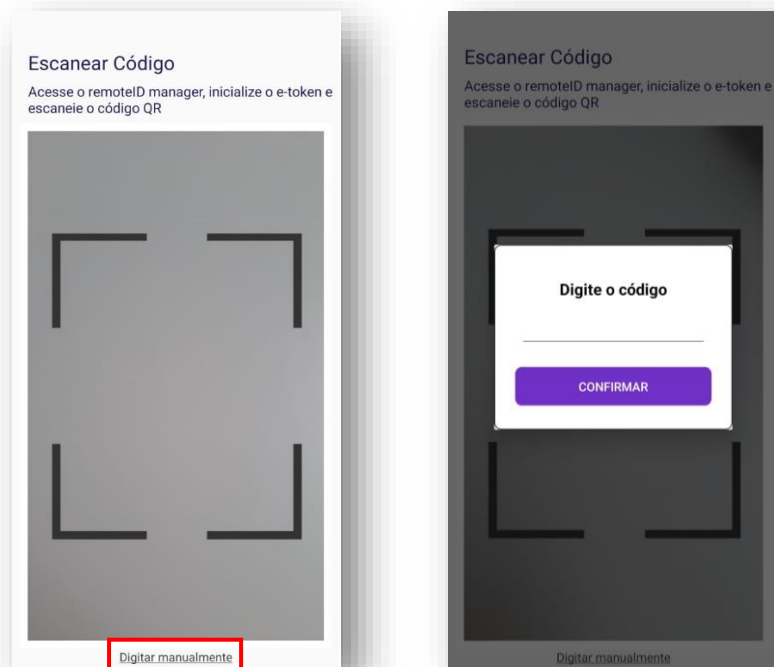 Escanear Código
Acesse o remoteID manager, inicialize o e-token e
escaneie o código QR
Digitar manualmente
Escanear Código
Acesse o remoteID manager, inicialize o e-token e
escaneie o código QR
Digite o código
CONFIRMAR
Digitar manualmente